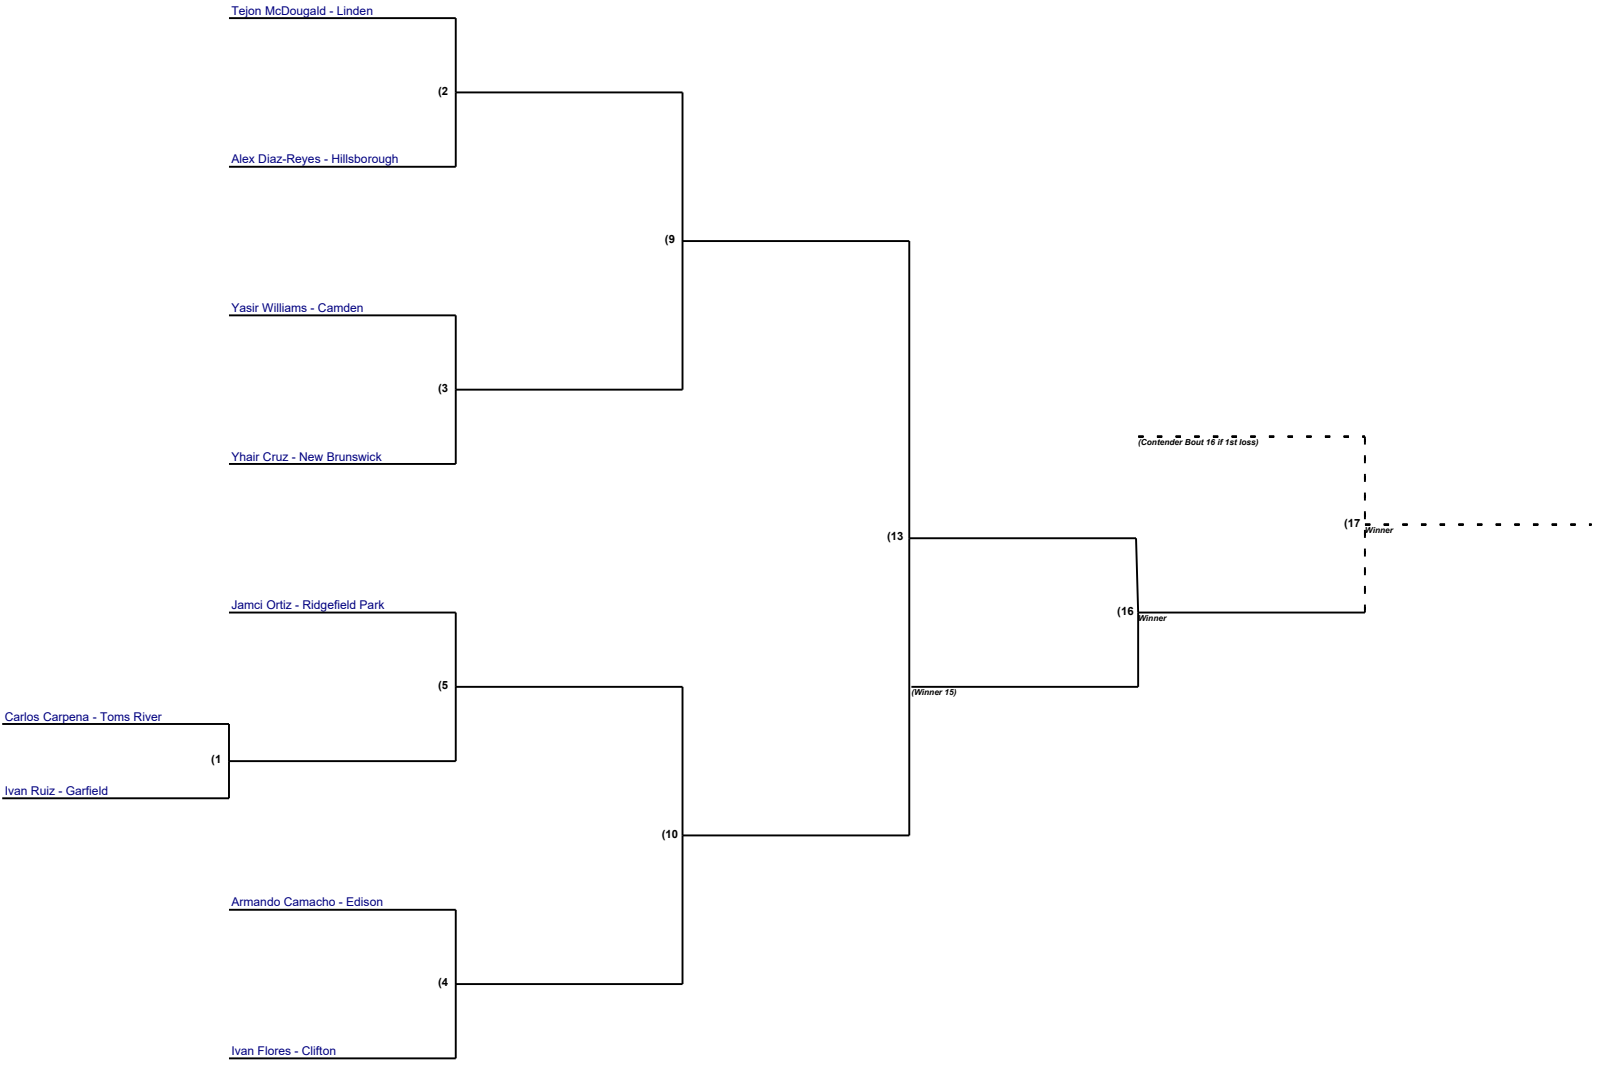 Tejon McDougald - Linden
(2
Alex Diaz-Reyes - Hillsborough
(9
Yasir Williams - Camden
(3
(Contender Bout 16 if 1st loss)
Yhair Cruz - New Brunswick
(17
Winner
(13
Jamci Ortiz - Ridgefield Park
(16
Winner
(5
(Winner 15)
Carlos Carpena - Toms River
(1
Ivan Ruiz - Garfield
(10
Armando Camacho - Edison
(4
Ivan Flores - Clifton